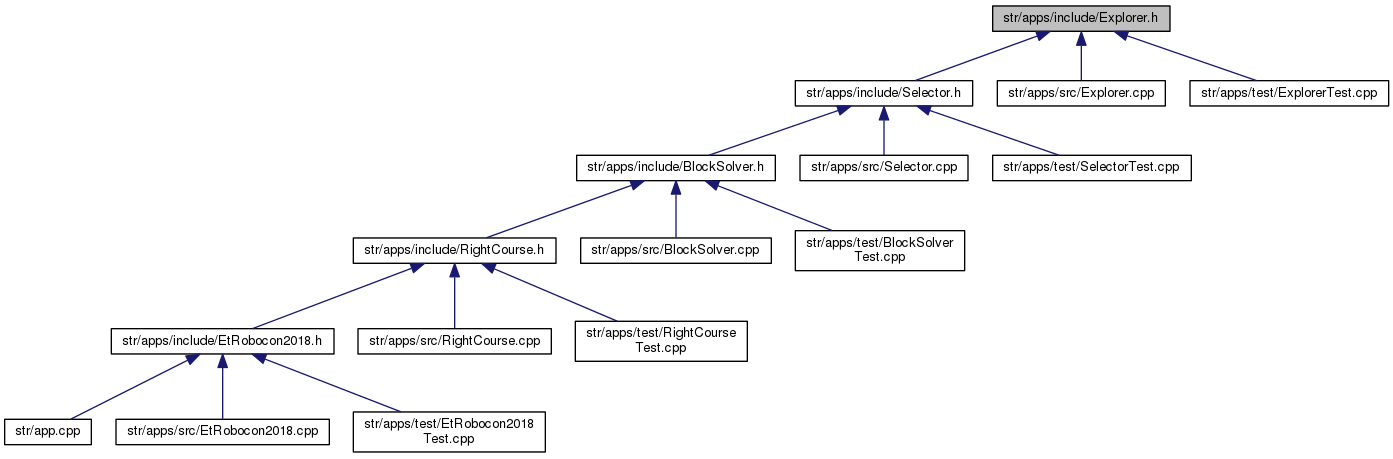 str/apps/include/Explorer.h
str/apps/include/Selector.h
str/apps/src/Explorer.cpp
str/apps/test/ExplorerTest.cpp
str/apps/include/BlockSolver.h
str/apps/src/Selector.cpp
str/apps/test/SelectorTest.cpp
str/apps/include/RightCourse.h
str/apps/src/BlockSolver.cpp
str/apps/test/BlockSolver
Test.cpp
str/apps/include/EtRobocon2018.h
str/apps/src/RightCourse.cpp
str/apps/test/RightCourse
Test.cpp
str/app.cpp
str/apps/src/EtRobocon2018.cpp
str/apps/test/EtRobocon2018
Test.cpp